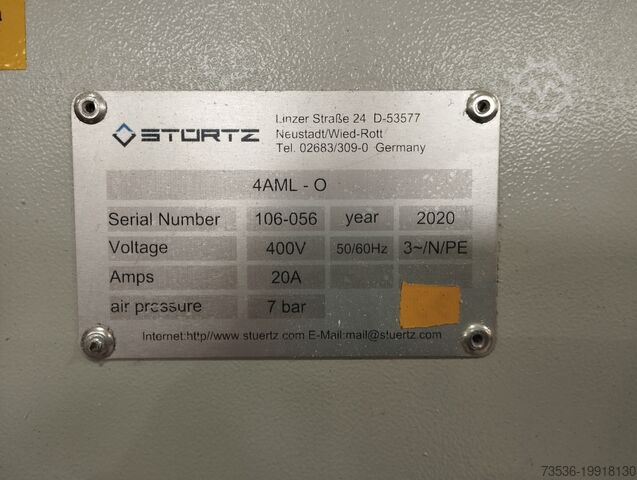 STÜRTZ
Linzer Straße 24 D-53577
Neustadt/Wied-Rott
Tel. 02683/309-0 Germany
4AML - O
Serial Number 106-056 year 2020
Voltage 400V 50/60Hz 3~/N/PE
Amps 20A
air pressure 7 bar
Internet:http//www.stuertz.com E-Mail:mail@stuertz.com
73536-19918130